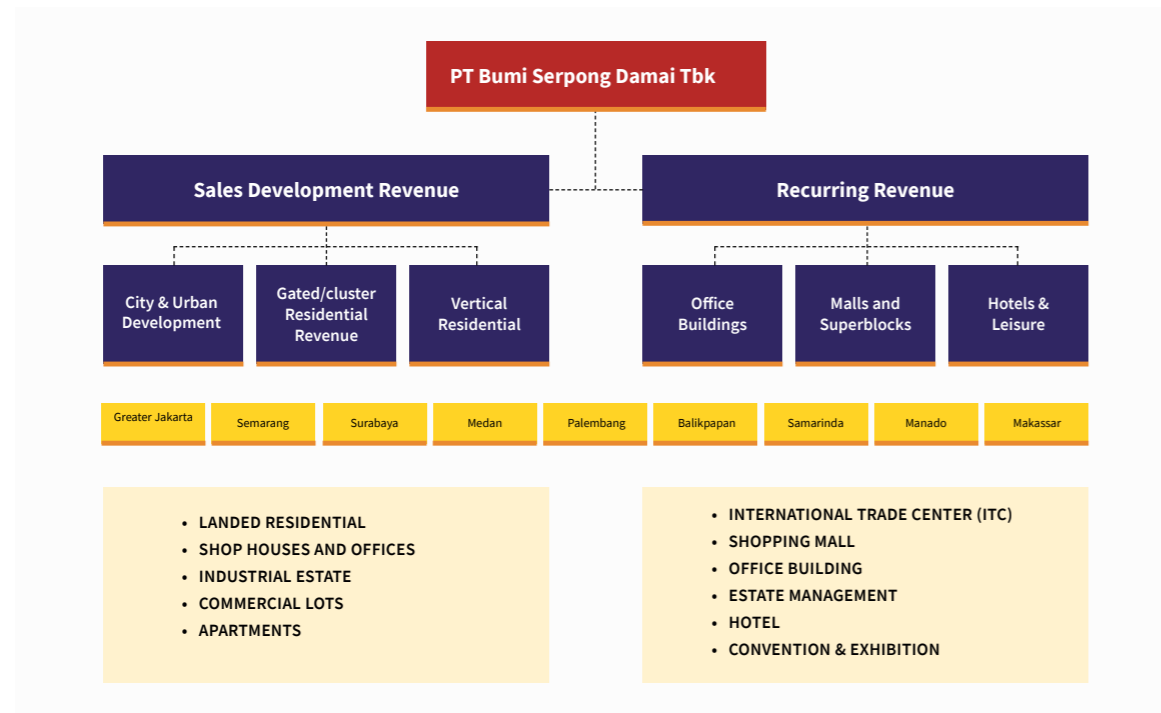 PT Bumi Serpong Damai Tbk
Sales Development Revenue
Recurring Revenue
City & Urban
Development
Gated/cluster
Residential
Revenue
Vertical
Residential
Office
Buildings
Malls and
Superblocks
Hotels &
Leisure
Greater Jakarta
Semarang
Surabaya
Medan
Palembang
Balikpapan
Samarinda
Manado
Makassar
• LANDED RESIDENTIAL
• SHOP HOUSES AND OFFICES
• INDUSTRIAL ESTATE
• COMMERCIAL LOTS
• APARTMENTS
• INTERNATIONAL TRADE CENTER (ITC)
• SHOPPING MALL
• OFFICE BUILDING
• ESTATE MANAGEMENT
• HOTEL
• CONVENTION & EXHIBITION